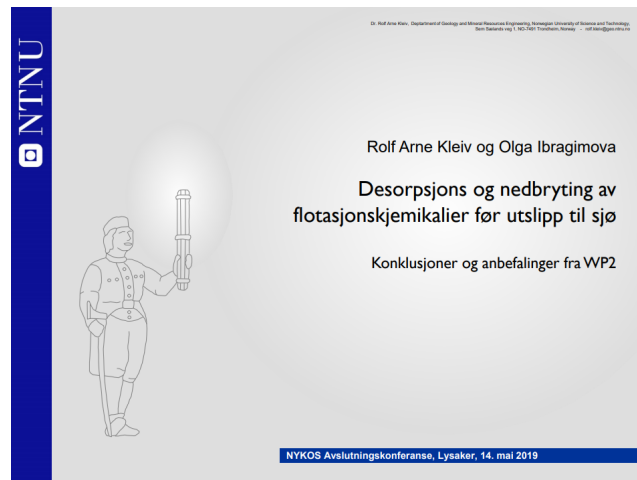 Dr. Rolf Arne Kleiv, Deptartment of Geology and Mineral Resources Engineering, Norwegian University of Science and Technology,
Sem Sælands veg 1, NO-7491 Trondheim, Norway - rolf.kleiv@geo.ntnu.no
NTNU
Rolf Arne Kleiv og Olga Ibragimova
Desorpsjons og nedbryting av
flotasjonskjemikalier før utslipp til sjø
Konklusjoner og anbefalinger fra WP2
NYKOS Avslutningskonferanse, Lysaker, 14. mai 2019